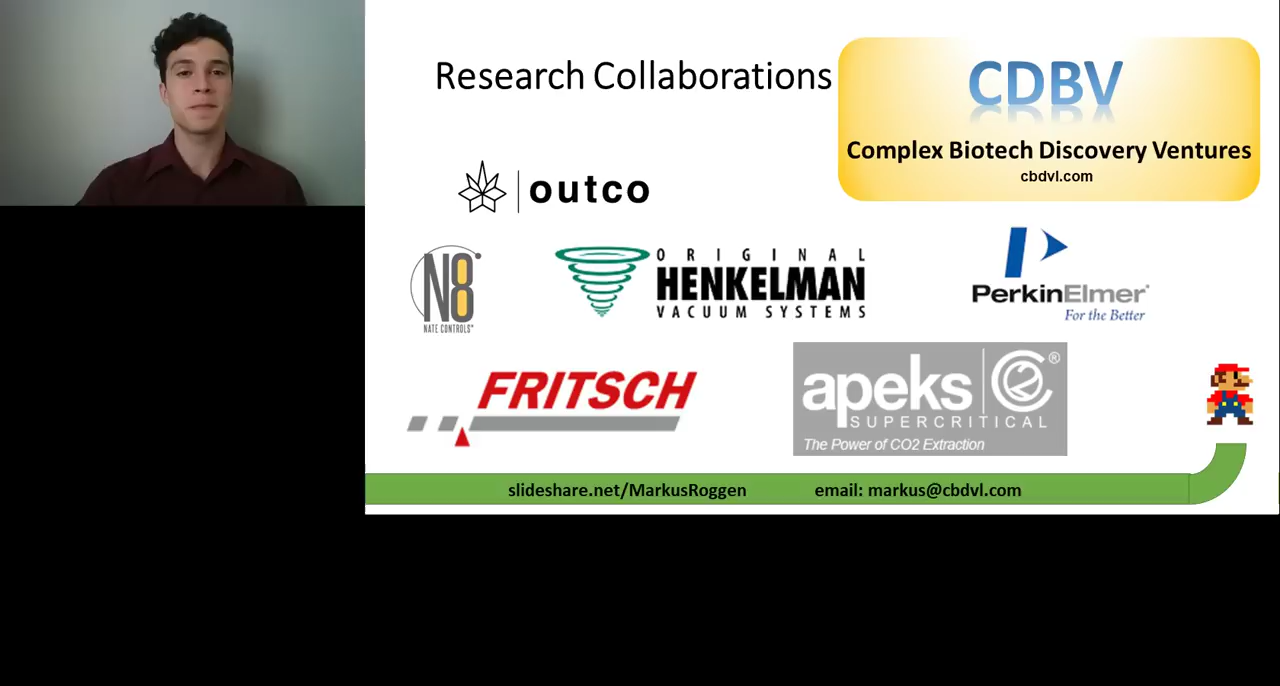 Research Collaborations
CDBV
Complex Biotech Discovery Ventures
cbdvl.com
outco
N8
NATE CONTROLS
ORIGINAL
HENKELMAN
VACUUM SYSTEMS
PerkinElmer
For the Better
FRITSCH
apeks
SUPERCRITICAL
The Power of CO2 Extraction
slideshare.net/MarkusRoggen
email: markus@cbdvl.com